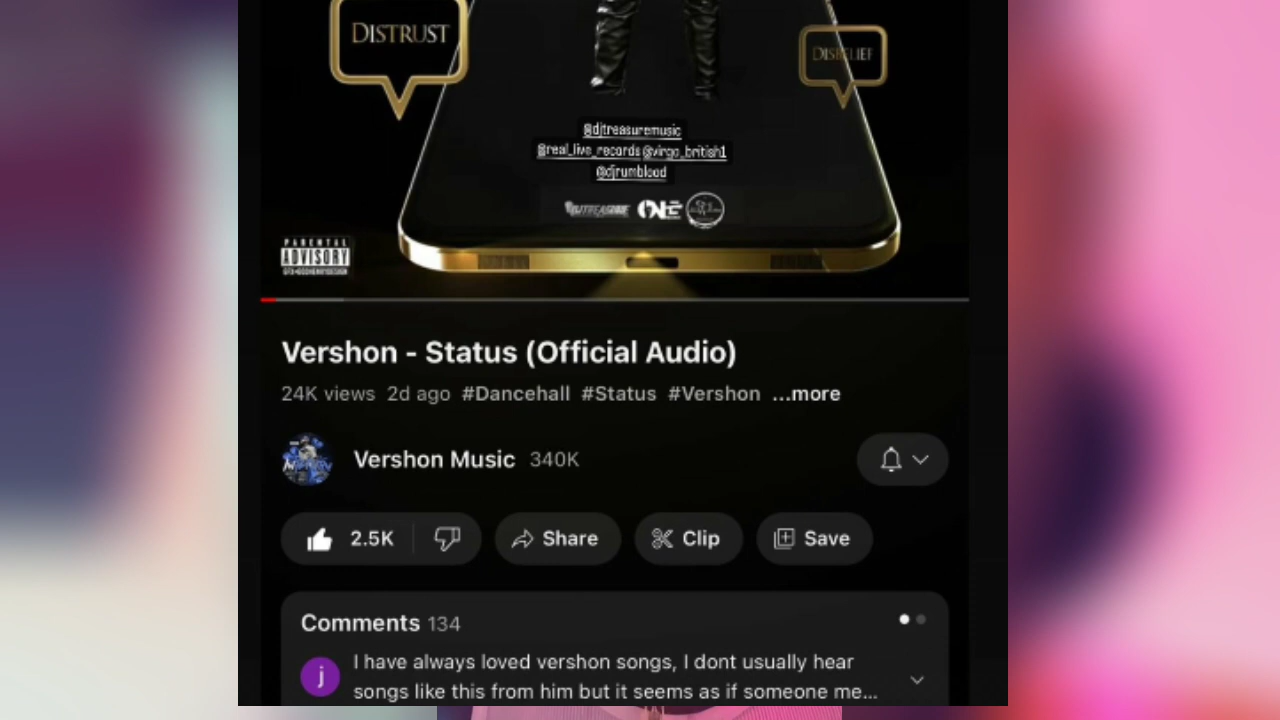 DISTRUST
DISBELIEF
@djtreasuremusic
@real_live_records @virgo_british1
@djrumblood
PARENTAL
ADVISORY
Vershon - Status (Official Audio)
24K views 2d ago #Dancehall #Status #Vershon ...more
Vershon Music 340K
2.5K Share Clip Save
Comments 134
j
I have always loved vershon songs, I dont usually hear
songs like this from him but it seems as if someone me...